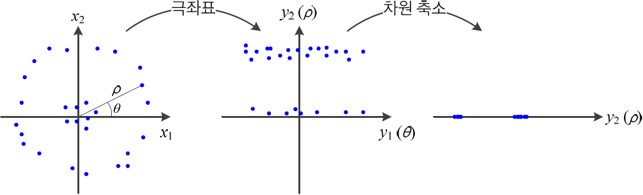 극좌표
차원 축소
x₂
y₂ (ρ)
ρ
θ
x₁
y₁ (θ)
y₂ (ρ)